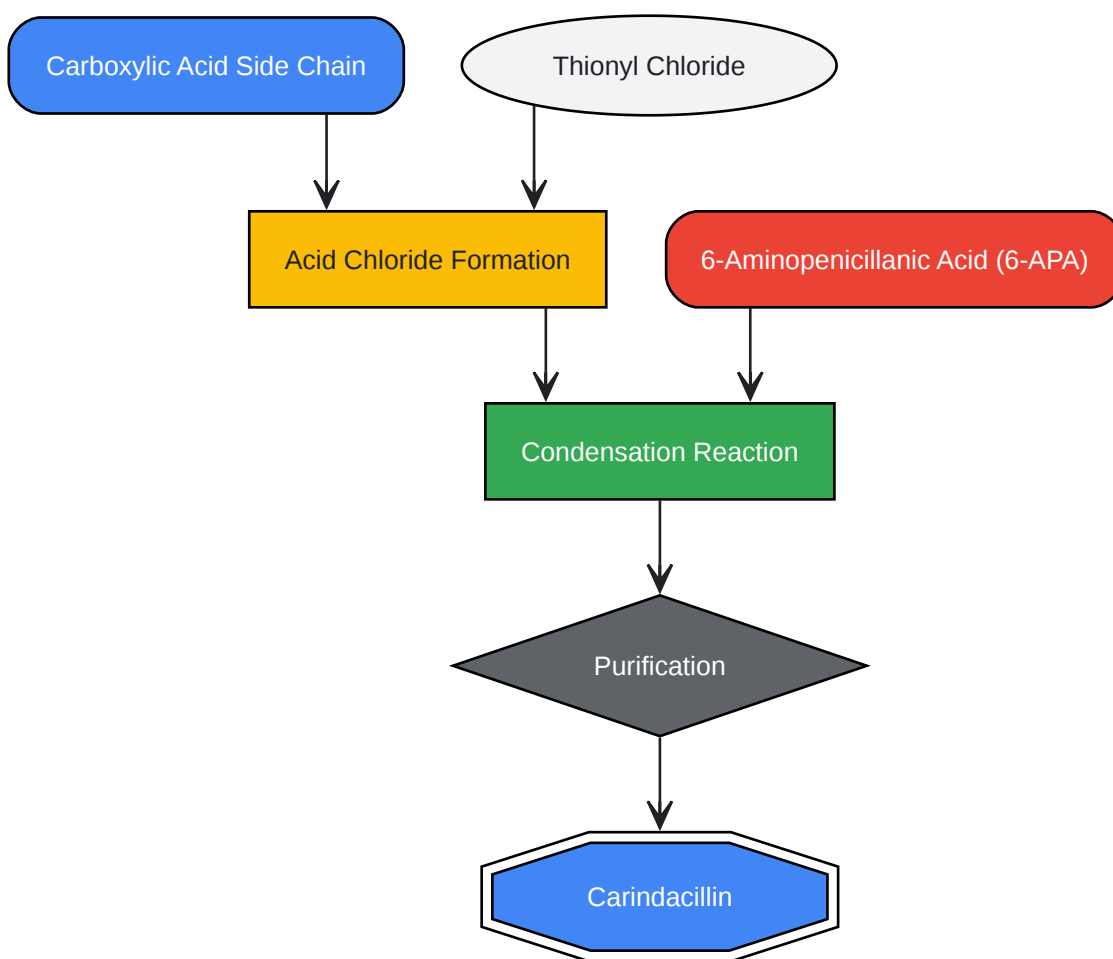 Carboxylic Acid Side Chain
Thionyl Chloride
Acid Chloride Formation
6-Aminopenicillanic Acid (6-APA)
Condensation Reaction
Purification
Carindacillin